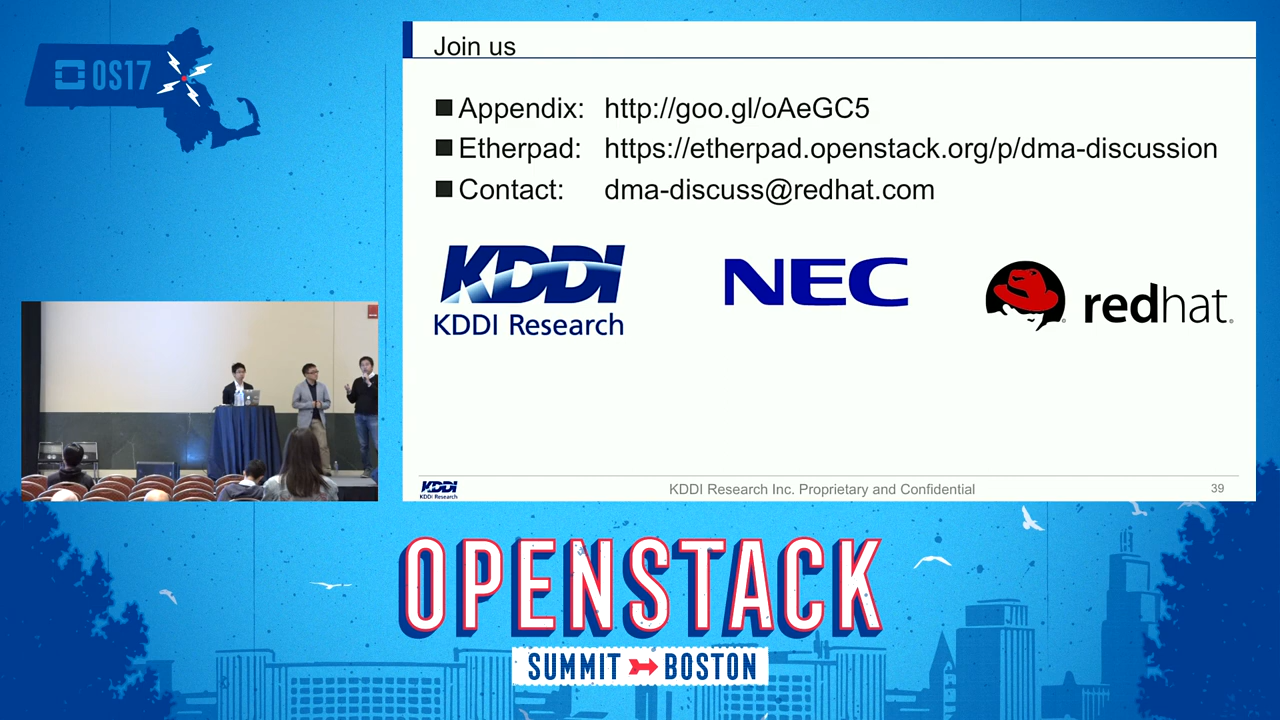 OS17
Join us
Appendix: http://goo.gl/oAeGC5
Etherpad: https://etherpad.openstack.org/p/dma-discussion
Contact: dma-discuss@redhat.com
KDDI
KDDI Research
NEC
redhat.
KDDI
KDDI Research
KDDI Research Inc. Proprietary and Confidential
39
OPENSTACK
SUMMIT BOSTON